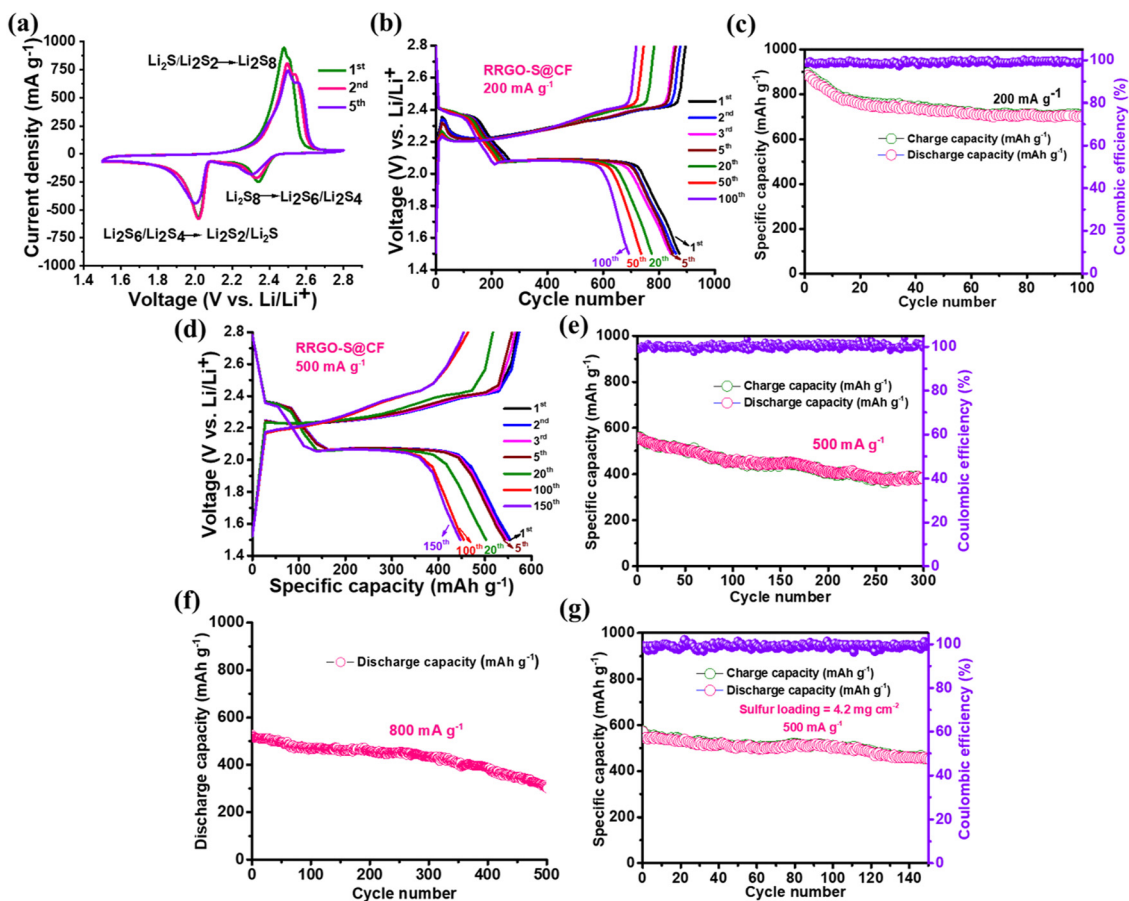 (a)
1000
750
500
250
0
-250
-500
-750
-1000
Current density (mA g⁻¹)
Li₂S/Li2S2 → Li2S8
1ˢᵗ
2ⁿᵈ
5ᵗʰ
Li₂S8 → Li2S6/Li2S4
Li2S6/Li2S4 → Li2S2/Li₂S
1.4 1.6 1.8 2.0 2.2 2.4 2.6 2.8
Voltage (V vs. Li/Li⁺)
(b)
2.8
2.6
2.4
2.2
2.0
1.8
1.6
1.4
Voltage (V) vs. Li/Li⁺)
RRGO-S@CF
200 mA g⁻¹
1ˢᵗ
2ⁿᵈ
3ʳᵈ
5ᵗʰ
20ᵗʰ
50ᵗʰ
100ᵗʰ
1ˢᵗ
100ᵗʰ 50ᵗʰ 20ᵗʰ 5ᵗʰ
0 200 400 600 800 1000
Cycle number
(c)
1000
800
600
400
200
0
Specific capacity (mAh g⁻¹)
200 mA g⁻¹
Charge capacity (mAh g⁻¹)
Discharge capacity (mAh g⁻¹)
100
80
60
40
20
0
Coulombic efficiency (%)
0 20 40 60 80 100
Cycle number
(d)
2.8
2.6
2.4
2.2
2.0
1.8
1.6
1.4
Voltage (V vs. Li/Li⁺)
RRGO-S@CF
500 mA g⁻¹
1ˢᵗ
2ⁿᵈ
3ʳᵈ
5ᵗʰ
20ᵗʰ
100ᵗʰ
150ᵗʰ
1ˢᵗ
150ᵗʰ 100ᵗʰ 20ᵗʰ 5ᵗʰ
0 100 200 300 400 500 600
Specific capacity (mAh g⁻¹)
(e)
1000
800
600
400
200
0
Specific capacity (mAh g⁻¹)
Charge capacity (mAh g⁻¹)
Discharge capacity (mAh g⁻¹)
500 mA g⁻¹
100
80
60
40
20
0
Coulombic efficiency (%)
0 50 100 150 200 250 300
Cycle number
(f)
1000
800
600
400
200
0
Discharge capacity (mAh g⁻¹)
Discharge capacity (mAh g⁻¹)
800 mA g⁻¹
0 100 200 300 400 500
Cycle number
(g)
1000
800
600
400
200
0
Specific capacity (mAh g⁻¹)
Charge capacity (mAh g⁻¹)
Discharge capacity (mAh g⁻¹)
Sulfur loading = 4.2 mg cm⁻²
500 mA g⁻¹
100
80
60
40
20
0
Coulombic efficiency (%)
0 20 40 60 80 100 120 140
Cycle number